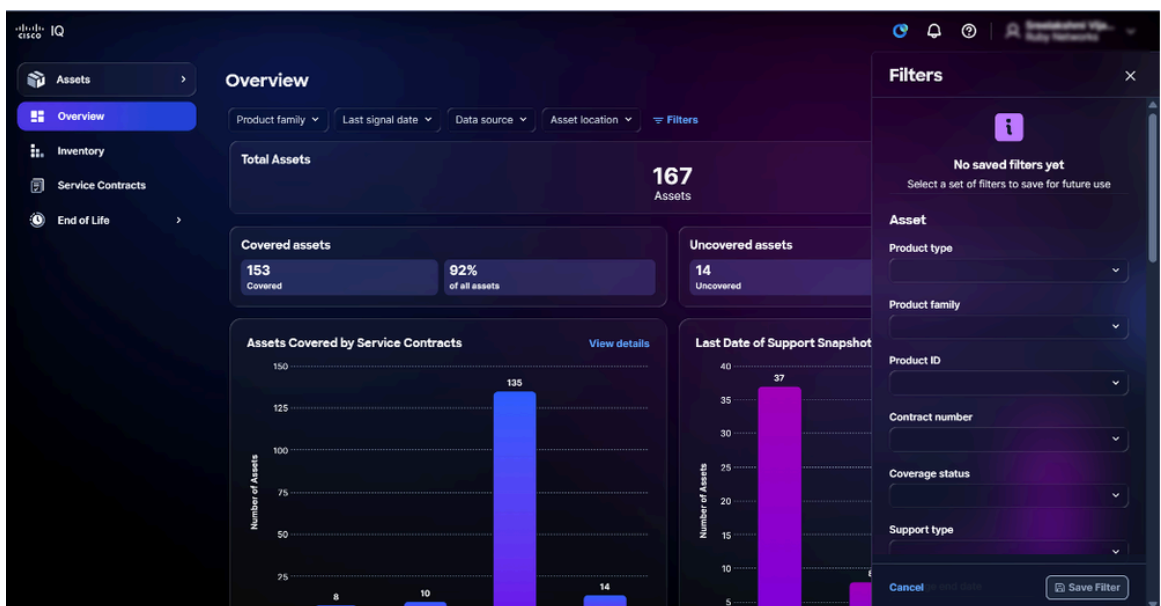 cisco IQ
Assets
Overview
Inventory
Service Contracts
End of Life
Overview
Product family
Last signal date
Data source
Asset location
Filters
Total Assets
167
Assets
Covered assets
153
Covered
92%
of all assets
Uncovered assets
14
Uncovered
Assets Covered by Service Contracts
View details
Number of Assets
150
125
100
75
50
25
8
10
135
14
Last Date of Support Snapshot
Number of Assets
40
35
30
25
20
15
10
5
37
8
Filters
No saved filters yet
Select a set of filters to save for future use
Asset
Product type
Product family
Product ID
Contract number
Coverage status
Support type
Cancel
Save Filter